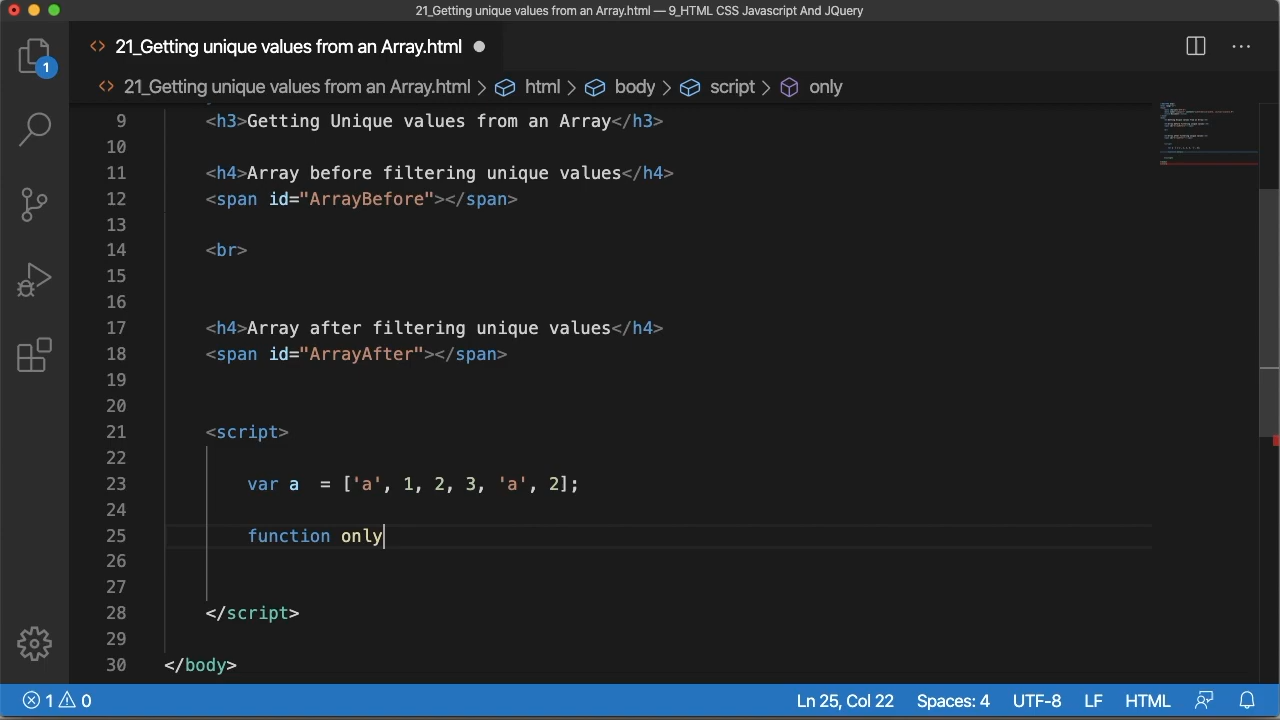 21_Getting unique values from an Array.html — 9_HTML CSS Javascript And JQuery
21_Getting unique values from an Array.html
1
21_Getting unique values from an Array.html > html > body > script > only
9 <h3>Getting Unique values from an Array</h3>
10
11 <h4>Array before filtering unique values</h4>
12 <span id="ArrayBefore"></span>
13
14 <br>
15
16
17 <h4>Array after filtering unique values</h4>
18 <span id="ArrayAfter"></span>
19
20
21 <script>
22
23 var a  = ['a', 1, 2, 3, 'a', 2];
24
25 function only
26
27
28 </script>
29
30 </body>
1 0 Ln 25, Col 22 Spaces: 4 UTF-8 LF HTML